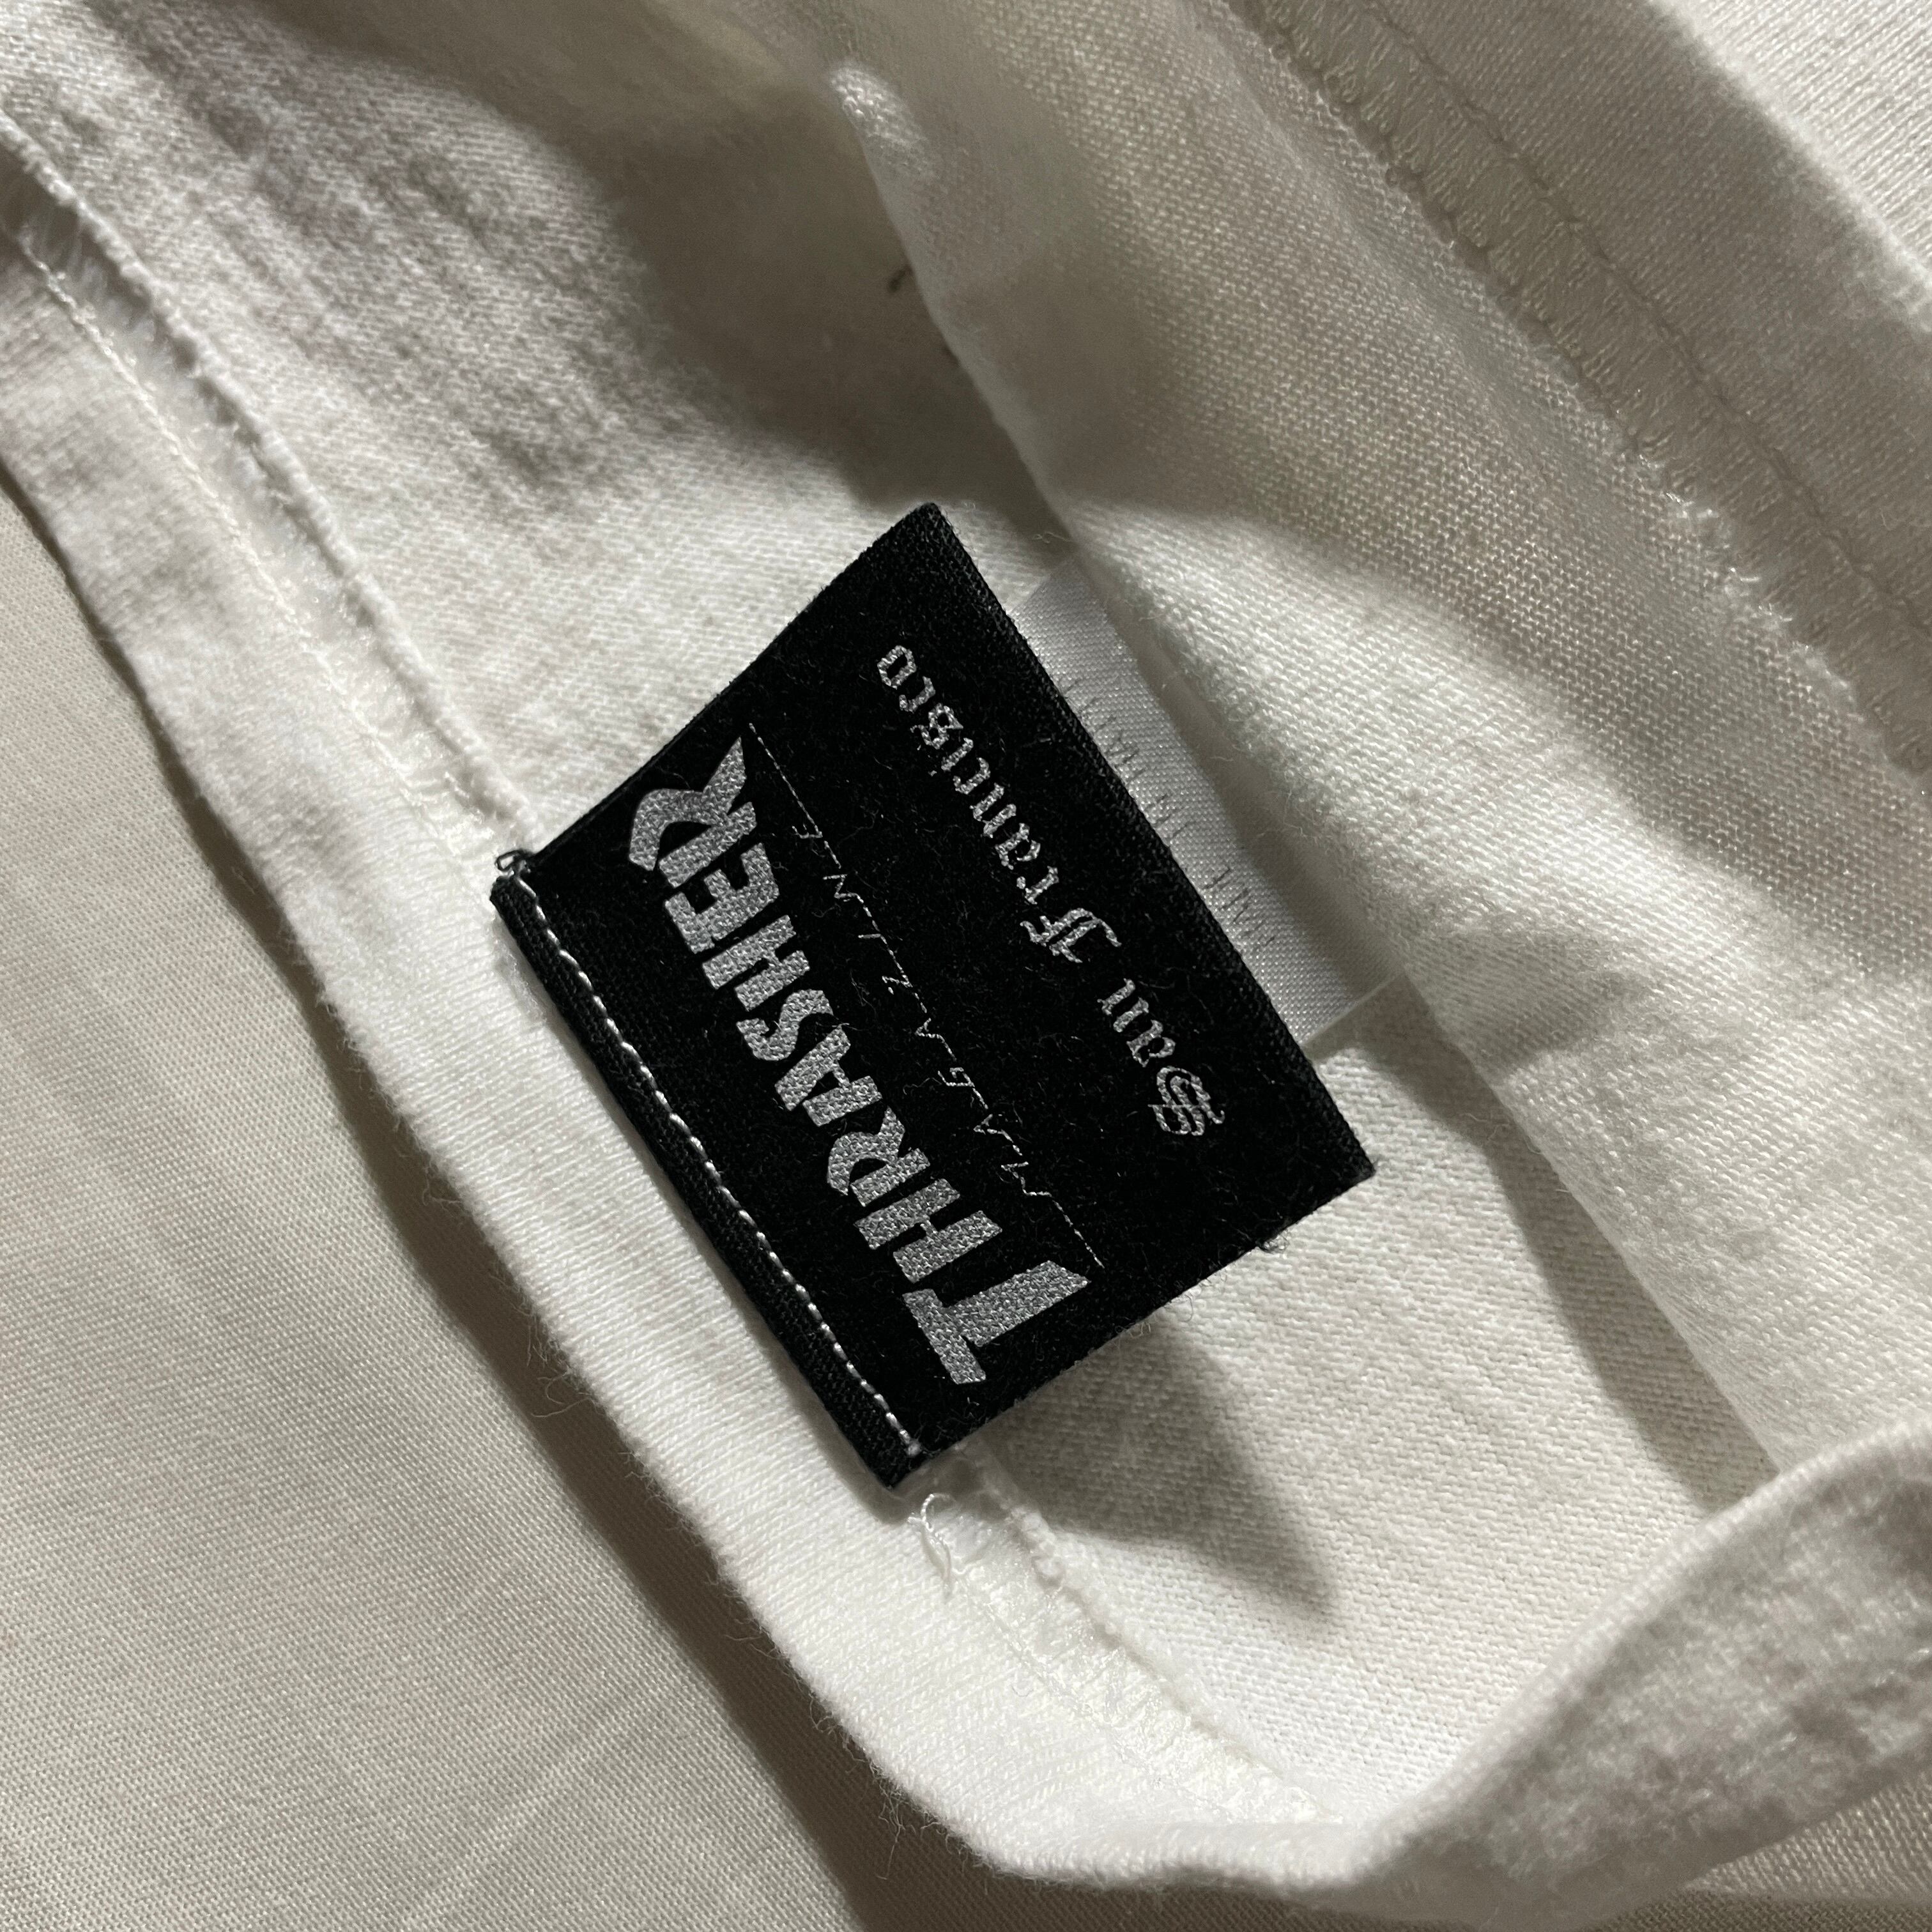 THRASHER
MAGAZINE
San Francisco